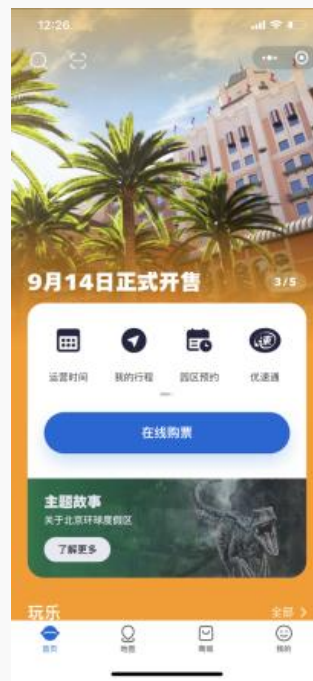 12:26
9月14日正式开售
3/5
运营时间
我的行程
园区预约
优速通
在线购票
主题故事
关于北京环球度假区
了解更多
玩乐
全部 >
首页
地图
商城
我的